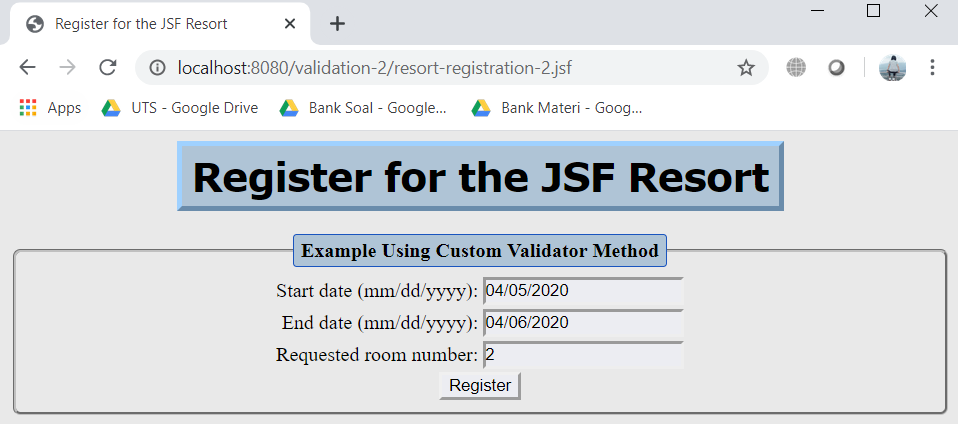 Register for the JSF Resort
localhost:8080/validation-2/resort-registration-2.jsf
Apps UTS - Google Drive Bank Soal - Google... Bank Materi - Goog...
Register for the JSF Resort
Example Using Custom Validator Method
Start date (mm/dd/yyyy): 04/05/2020
End date (mm/dd/yyyy): 04/06/2020
Requested room number: 2
Register